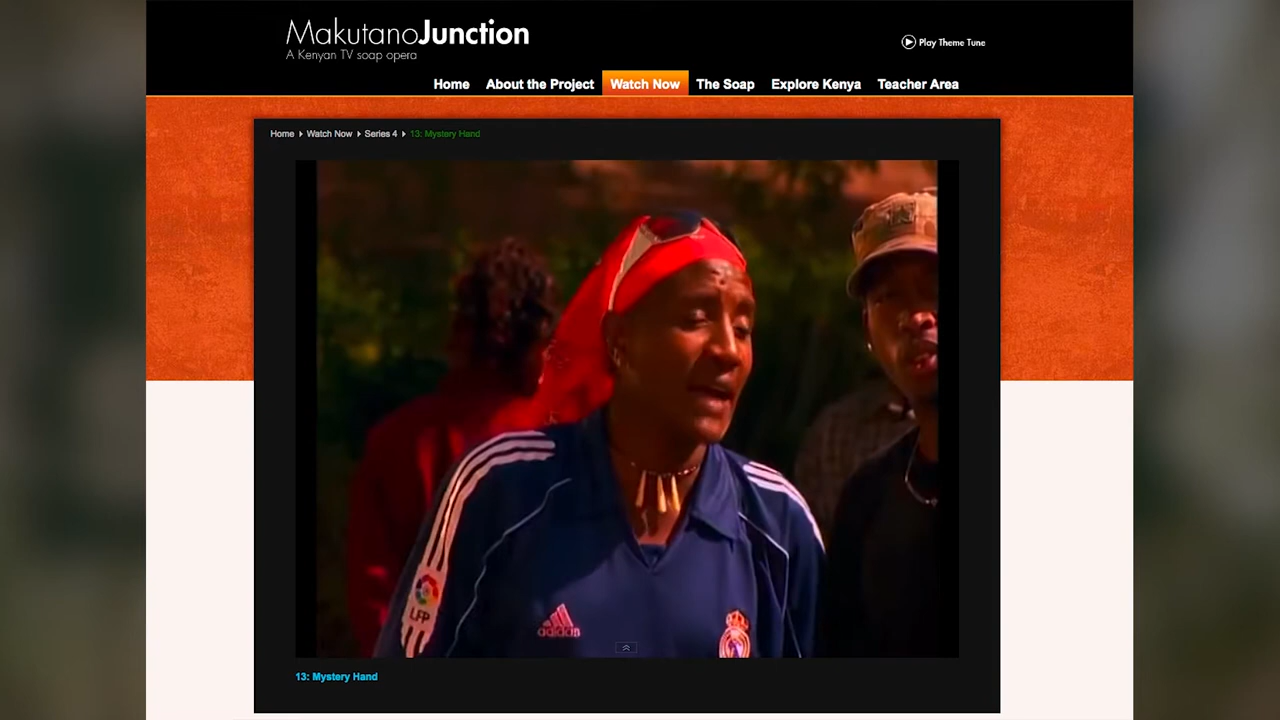 MakutanoJunction
A Kenyan TV soap opera
Play Theme Tune
Home About the Project Watch Now The Soap Explore Kenya Teacher Area
Home Watch Now Series 4 13: Mystery Hand
LFP
adidas
13: Mystery Hand